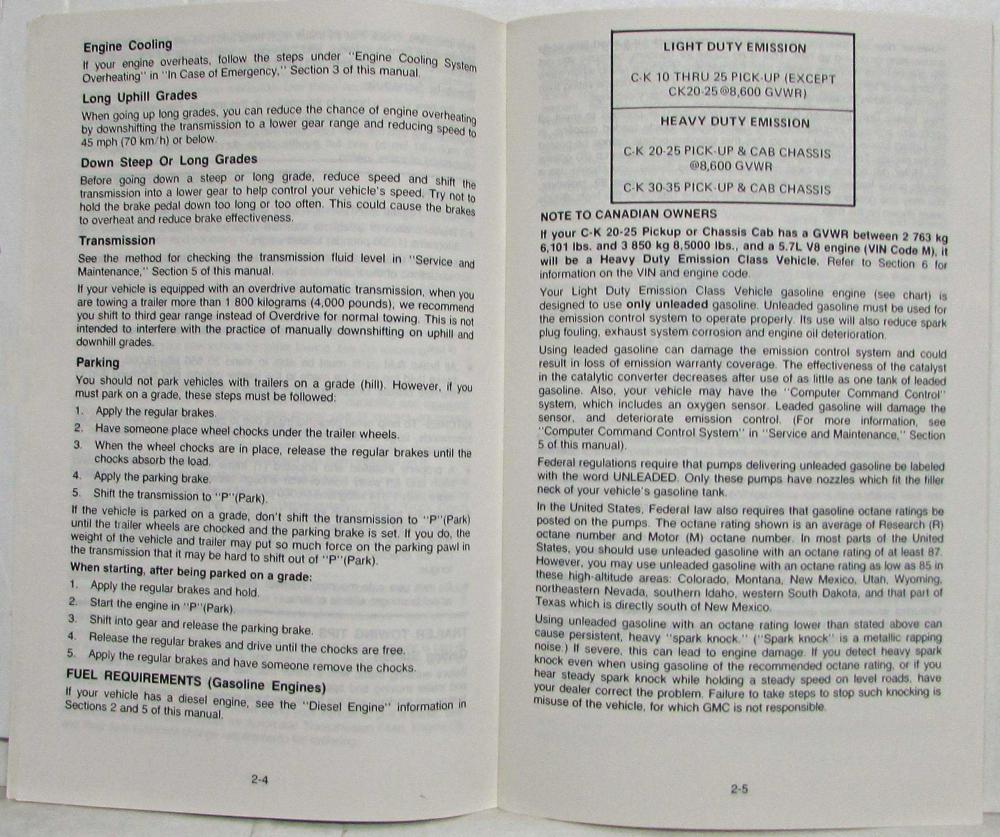 Engine Cooling
If your engine overheats, follow the steps under "Engine Cooling System
Overheating" in "In Case of Emergency," Section 3 of this manual.
Long Uphill Grades
When going up long grades, you can reduce the chance of engine overheating
by downshifting the transmission to a lower gear range and reducing speed to
45 mph (70 km/h) or below.
Down Steep Or Long Grades
Before going down a steep or long grade, reduce speed and shift the
transmission into a lower gear to help control your vehicle's speed. Try not to
hold the brake pedal down too long or too often. This could cause the brakes
to overheat and reduce brake effectiveness.
Transmission
See the method for checking the transmission fluid level in "Service and
Maintenance," Section 5 of this manual.
If your vehicle is equipped with an overdrive automatic transmission, when you
are towing a trailer more than 1 800 kilograms (4,000 pounds), we recommend
you shift to third gear range instead of Overdrive for normal towing. This is not
intended to interfere with the practice of manually downshifting on uphill and
downhill grades.
Parking
You should not park vehicles with trailers on a grade (hill). However, if you
must park on a grade, these steps must be followed:
1. Apply the regular brakes.
2. Have someone place wheel chocks under the trailer wheels.
3. When the wheel chocks are in place, release the regular brakes until the
chocks absorb the load.
4. Apply the parking brake.
5. Shift the transmission to "P"(Park).
If the vehicle is parked on a grade, don't shift the transmission to "P"(Park)
until the trailer wheels are chocked and the parking brake is set. If you do, the
weight of the vehicle and trailer may put so much force on the parking pawl in
the transmission that it may be hard to shift out of "P"(Park).
When starting, after being parked on a grade:
1. Apply the regular brakes and hold.
2. Start the engine in "P"(Park).
3. Shift into gear and release the parking brake.
4. Release the regular brakes and drive until the chocks are free.
5. Apply the regular brakes and have someone remove the chocks.
FUEL REQUIREMENTS (Gasoline Engines)
If your vehicle has a diesel engine, see the "Diesel Engine" information in
Sections 2 and 5 of this manual.
2-4
LIGHT DUTY EMISSION
C-K 10 THRU 25 PICK-UP (EXCEPT
CK20-25 @8,600 GVWR)
HEAVY DUTY EMISSION
C-K 20-25 PICK-UP & CAB CHASSIS
@8,600 GVWR
C-K 30-35 PICK-UP & CAB CHASSIS
NOTE TO CANADIAN OWNERS
If your C-K 20-25 Pickup or Chassis Cab has a GVWR between 2 763 kg
6,101 lbs. and 3 850 kg 8,5000 lbs., and a 5.7L V8 engine (VIN Code M), it
will be a Heavy Duty Emission Class Vehicle. Refer to Section 6 for
information on the VIN and engine code.
Your Light Duty Emission Class Vehicle gasoline engine (see chart) is
designed to use only unleaded gasoline. Unleaded gasoline must be used for
the emission control system to operate properly. Its use will also reduce spark
plug fouling, exhaust system corrosion and engine oil deterioration.
Using leaded gasoline can damage the emission control system and could
result in loss of emission warranty coverage. The effectiveness of the catalyst
in the catalytic converter decreases after use of as little as one tank of leaded
gasoline. Also, your vehicle may have the "Computer Command Control"
system, which includes an oxygen sensor. Leaded gasoline will damage the
sensor, and deteriorate emission control. (For more information, see
"Computer Command Control System" in "Service and Maintenance," Section
5 of this manual).
Federal regulations require that pumps delivering unleaded gasoline be labeled
with the word UNLEADED. Only these pumps have nozzles which fit the filler
neck of your vehicle's gasoline tank.
In the United States, Federal law also requires that gasoline octane ratings be
posted on the pumps. The octane rating shown is an average of Research (R)
octane number and Motor (M) octane number. In most parts of the United
States, you should use unleaded gasoline with an octane rating of at least 87.
However, you may use unleaded gasoline with an octane rating as low as 85 in
these high-altitude areas: Colorado, Montana, New Mexico, Utah, Wyoming,
northeastern Nevada, southern Idaho, western South Dakota, and that part of
Texas which is directly south of New Mexico.
Using unleaded gasoline with an octane rating lower than stated above can
cause persistent, heavy "spark knock." ("Spark knock" is a metallic rapping
noise.) If severe, this can lead to engine damage. If you detect heavy spark
knock even when using gasoline of the recommended octane rating, or if you
hear steady spark knock while holding a steady speed on level roads, have
your dealer correct the problem. Failure to take steps to stop such knocking is
misuse of the vehicle, for which GMC is not responsible.
2-5